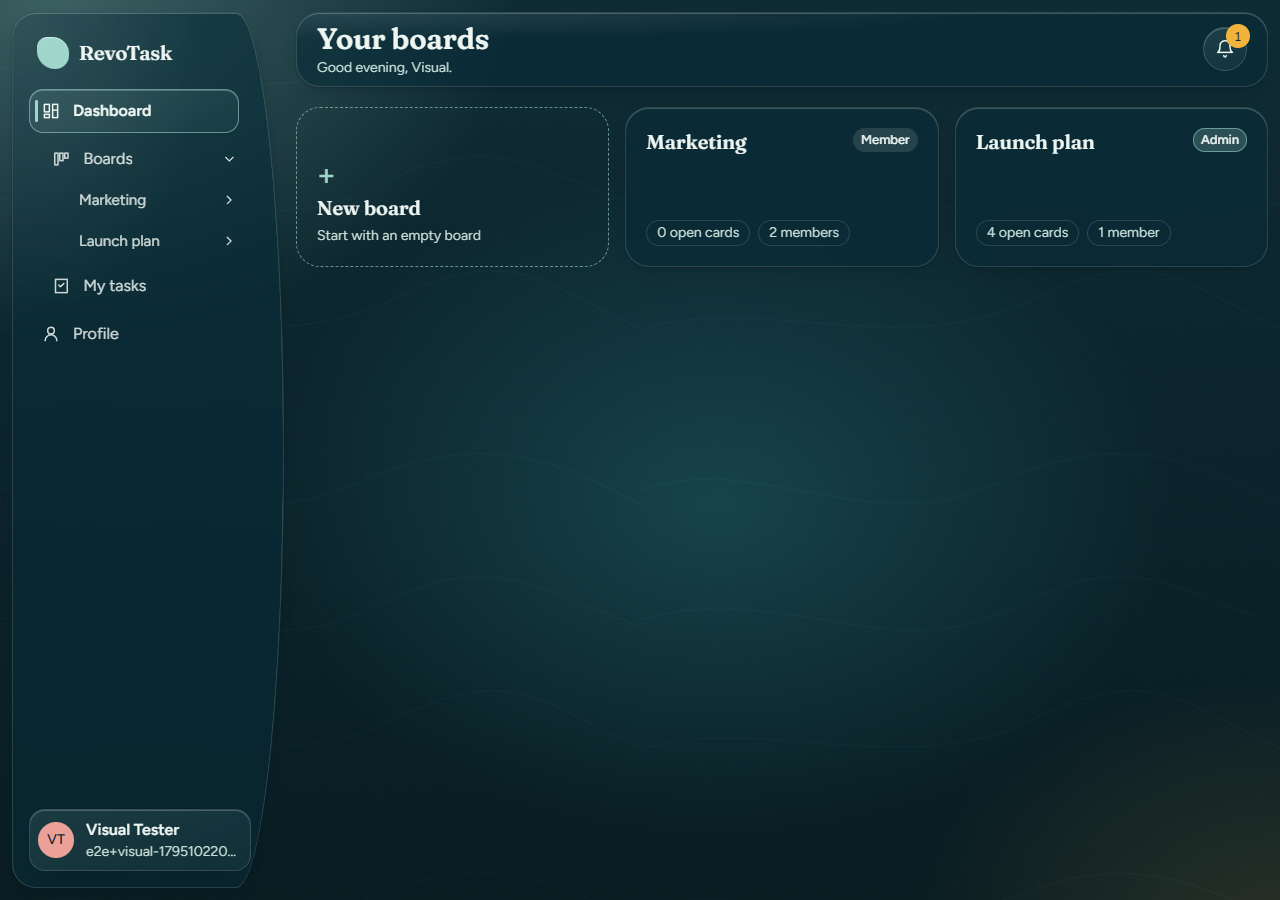 RevoTask
Dashboard
Boards
Marketing
Launch plan
My tasks
Profile
VT
Visual Tester
e2e+visual-179510220...
Your boards
Good evening, Visual.
1
+
New board
Start with an empty board
Marketing
Member
0 open cards
2 members
Launch plan
Admin
4 open cards
1 member